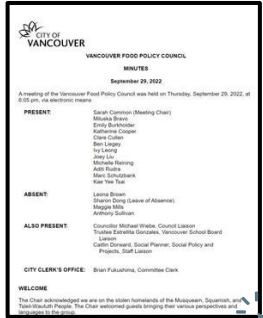 CITY OF
VANCOUVER
VANCOUVER FOOD POLICY COUNCIL
MINUTES
September 29, 2022
A meeting of the Vancouver Food Policy Council was held on Thursday, September 29, 2022, at
6:05 pm, via electronic means
PRESENT: Sarah Common (Meeting Chair)
Miluska Bravo
Emily Burkholder
Katherine Cooper
Clare Cullen
Ben Liegey
Ivy Leong
Joey Liu
Michelle Reining
Aditi Rudra
Marc Schutzbank
Kae Yee Tsai
ABSENT: Leona Brown
Sharon Dong (Leave of Absence)
Maggie Mills
Anthony Sullivan
ALSO PRESENT: Councillor Michael Wiebe, Council Liaison
Trustee Estrellita Gonzalez, Vancouver School Board
Liaison
Caitlin Dorward, Social Planner, Social Policy and
Projects, Staff Liaison
CITY CLERK'S OFFICE: Brian Fukushima, Committee Clerk
WELCOME
The Chair acknowledged we are on the stolen homelands of the Musqueam, Squamish, and
Tsleil-Waututh People. The Chair welcomed guests bringing their various perspectives and
languages to the group.